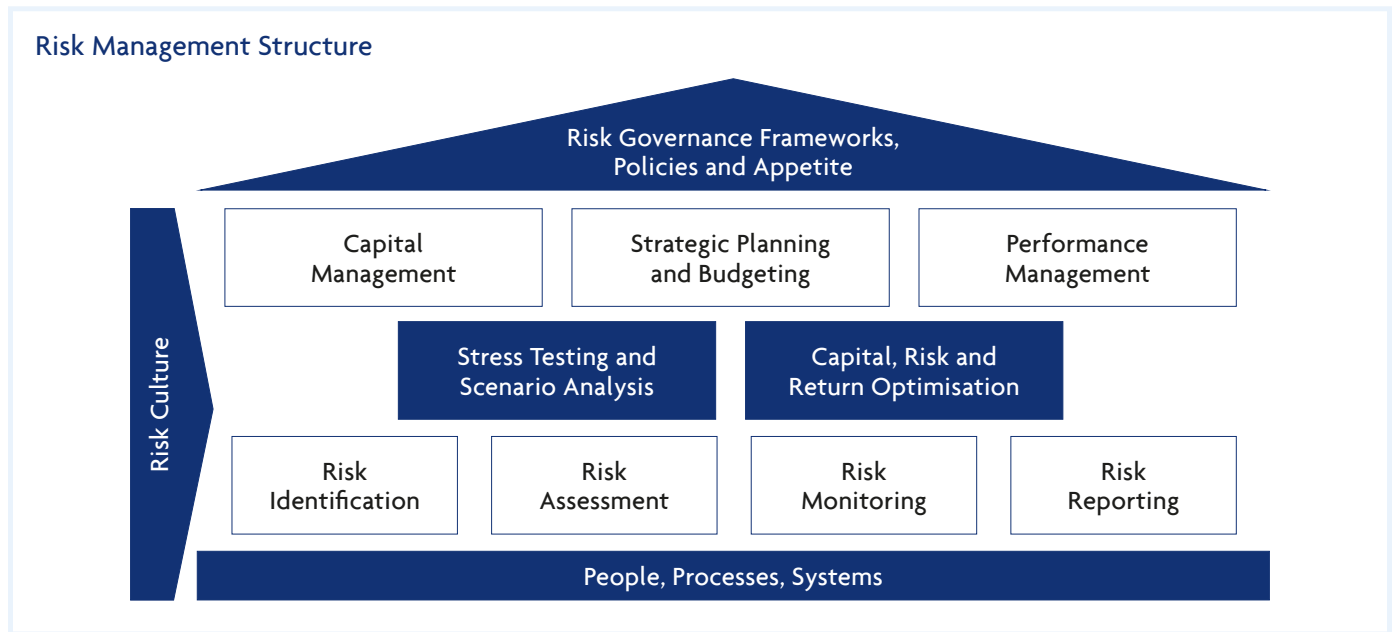 Risk Management Structure
Risk Governance Frameworks,
Policies and Appetite
Risk Culture
Capital
Management
Strategic Planning
and Budgeting
Performance
Management
Stress Testing and
Scenario Analysis
Capital, Risk and
Return Optimisation
Risk
Identification
Risk
Assessment
Risk
Monitoring
Risk
Reporting
People, Processes, Systems